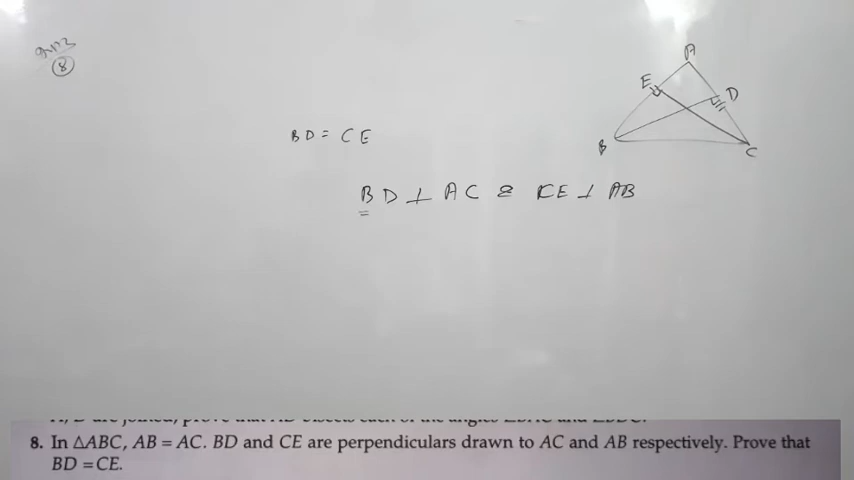 8
A
E
D
B
C
BD = CE
BD ⊥ AC & CE ⊥ AB
8. In △ABC, AB = AC. BD and CE are perpendiculars drawn to AC and AB respectively. Prove that
BD = CE.